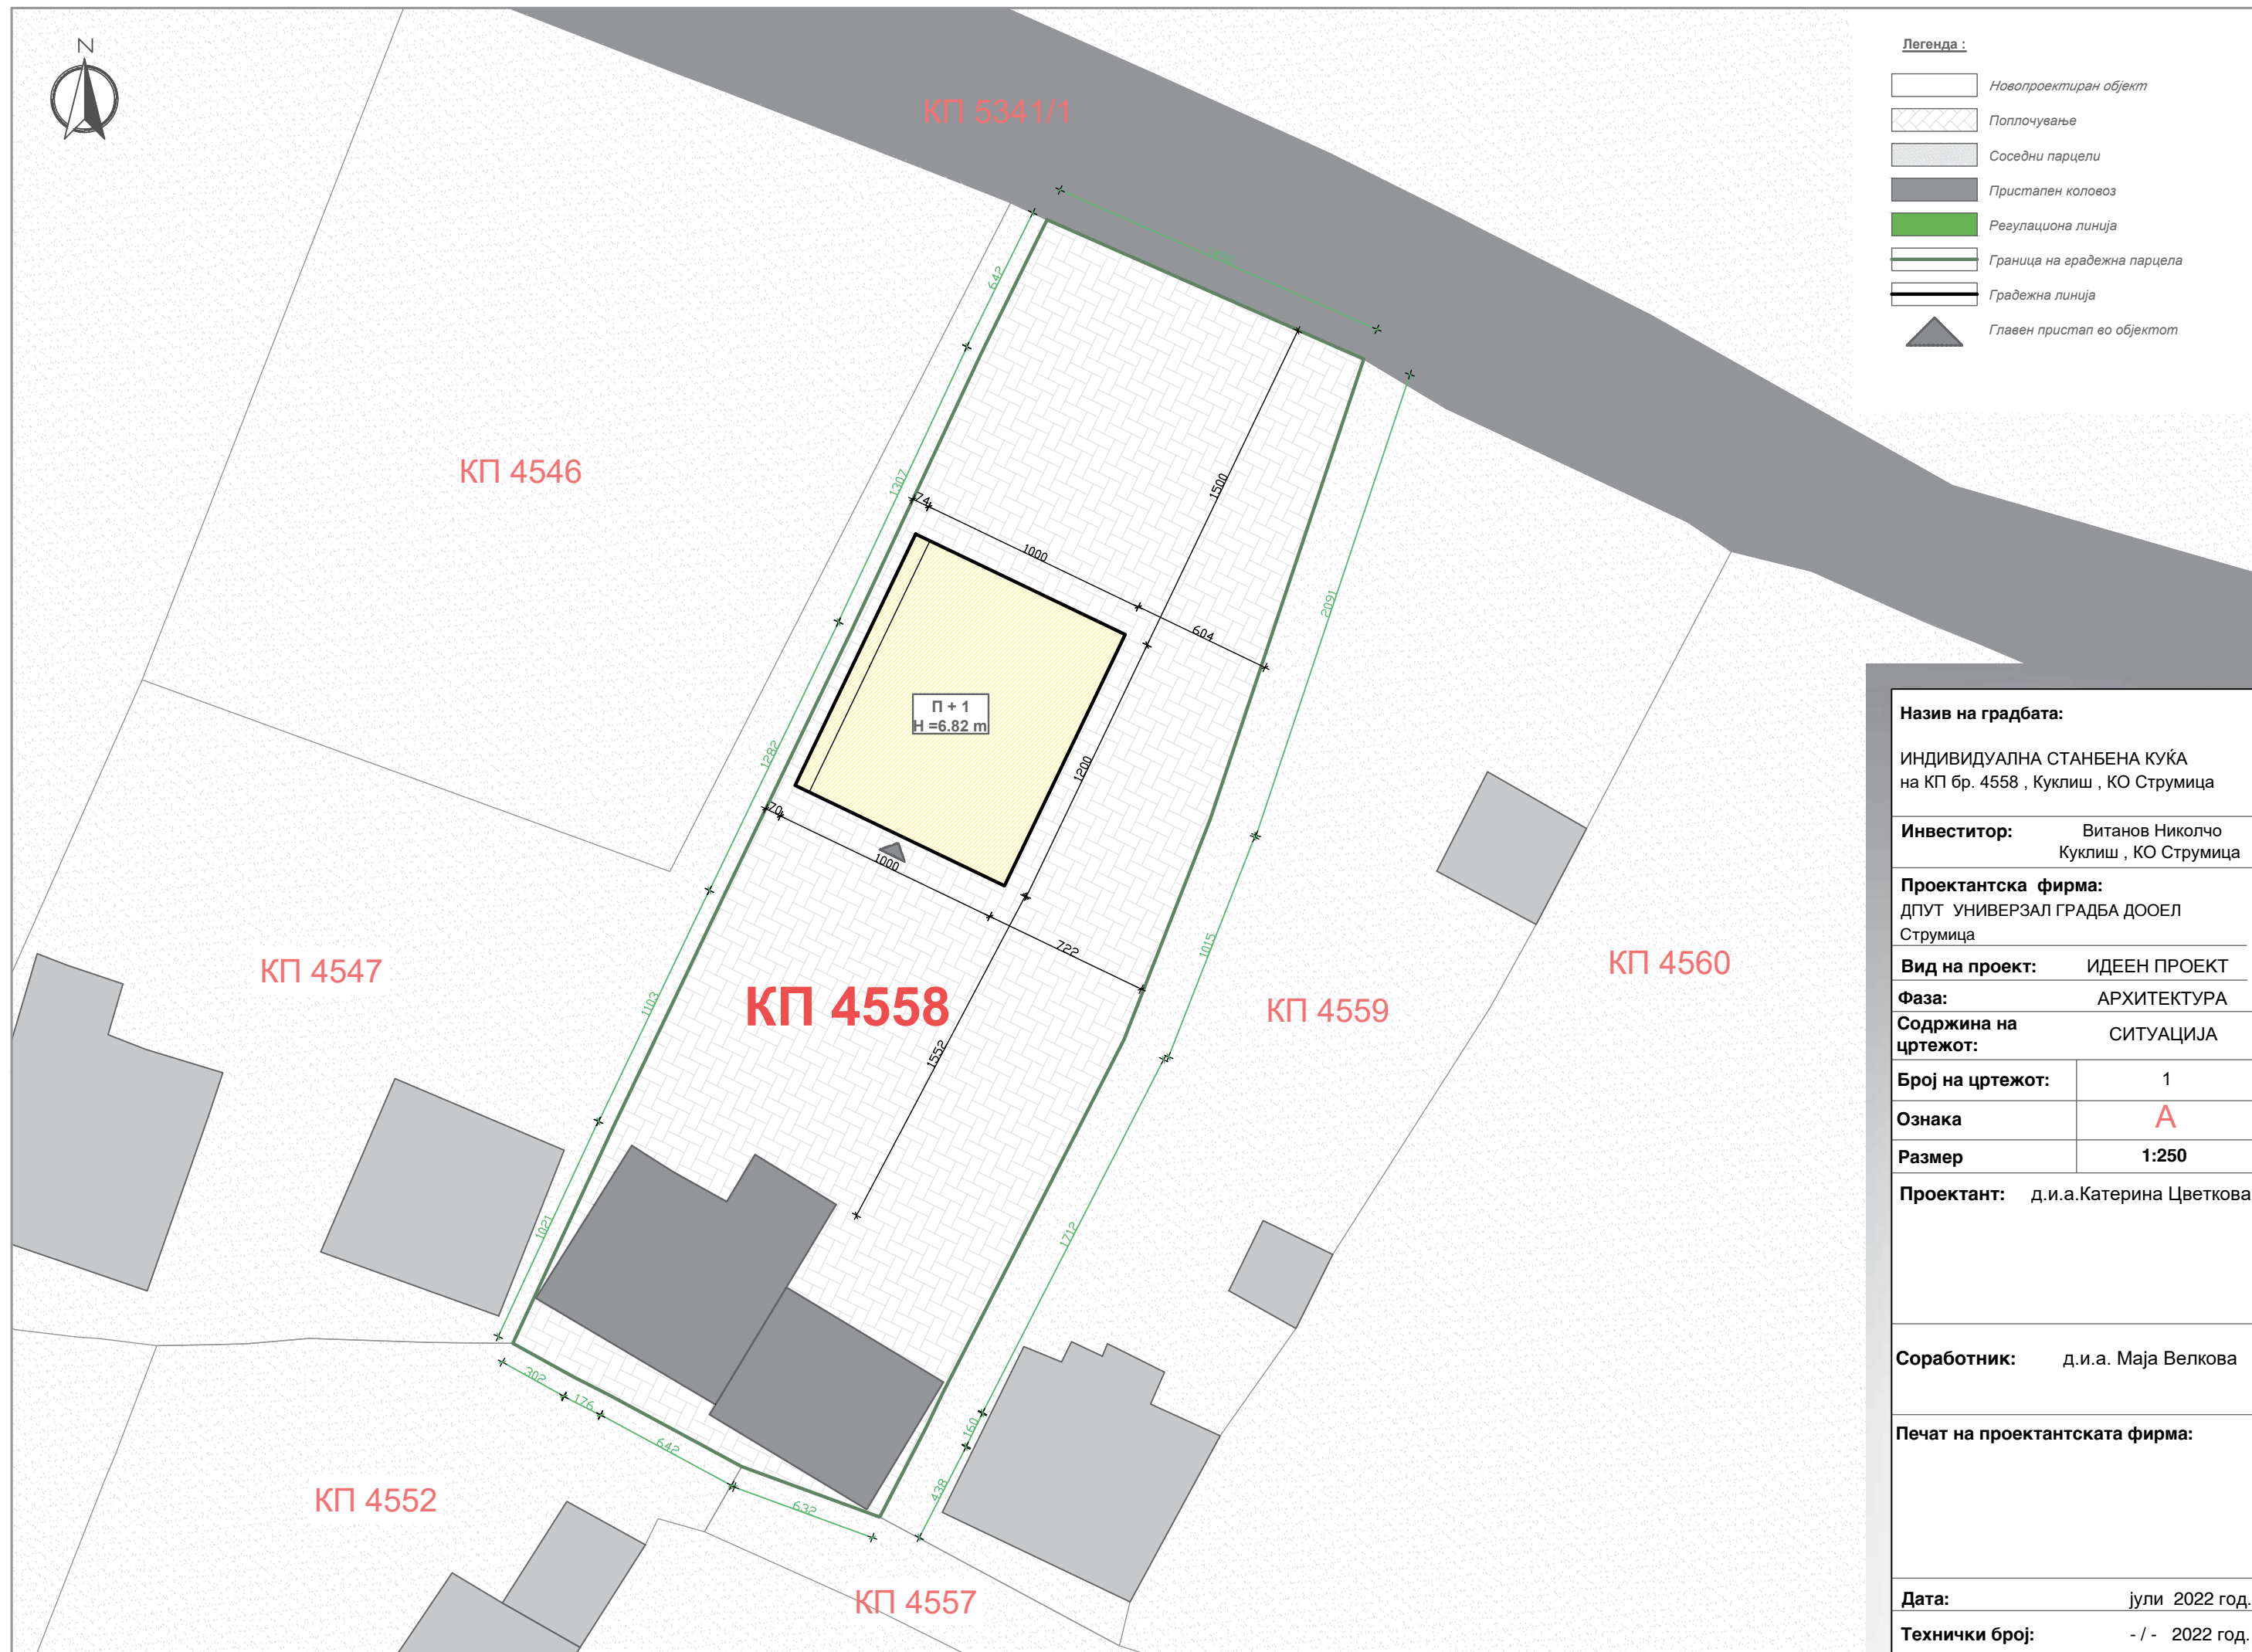 N
Легенда :
Новопроектиран објект
Поплочување
Соседни парцели
Пристапен коловоз
Регулациона линија
Граница на градежна парцела
Градежна линија
Главен пристап во објектот
КП 5341/1
КП 4546
КП 4547
КП 4558
КП 4559
КП 4560
КП 4552
КП 4557
642
1307
1282
1103
1021
302
176
642
632
438
160
1712
1015
2091
74
1000
604
1500
1200
70
1000
722
1552
П + 1
Н =6.82 m
Назив на градбата:
ИНДИВИДУАЛНА СТАНБЕНА КУЌА
на КП бр. 4558 , Куклиш , КО Струмица
Инвеститор: Витанов Николчо
Куклиш , КО Струмица
Проектантска фирма:
ДПУТ УНИВЕРЗАЛ ГРАДБА ДООЕЛ
Струмица
Вид на проект: ИДЕЕН ПРОЕКТ
Фаза: АРХИТЕКТУРА
Содржина на
цртежот: СИТУАЦИЈА
Број на цртежот: 1
Ознака А
Размер 1:250
Проектант: д.и.а.Катерина Цветкова
Соработник: д.и.а. Маја Велкова
Печат на проектантската фирма:
Дата: јули 2022 год.
Технички број: - / - 2022 год.